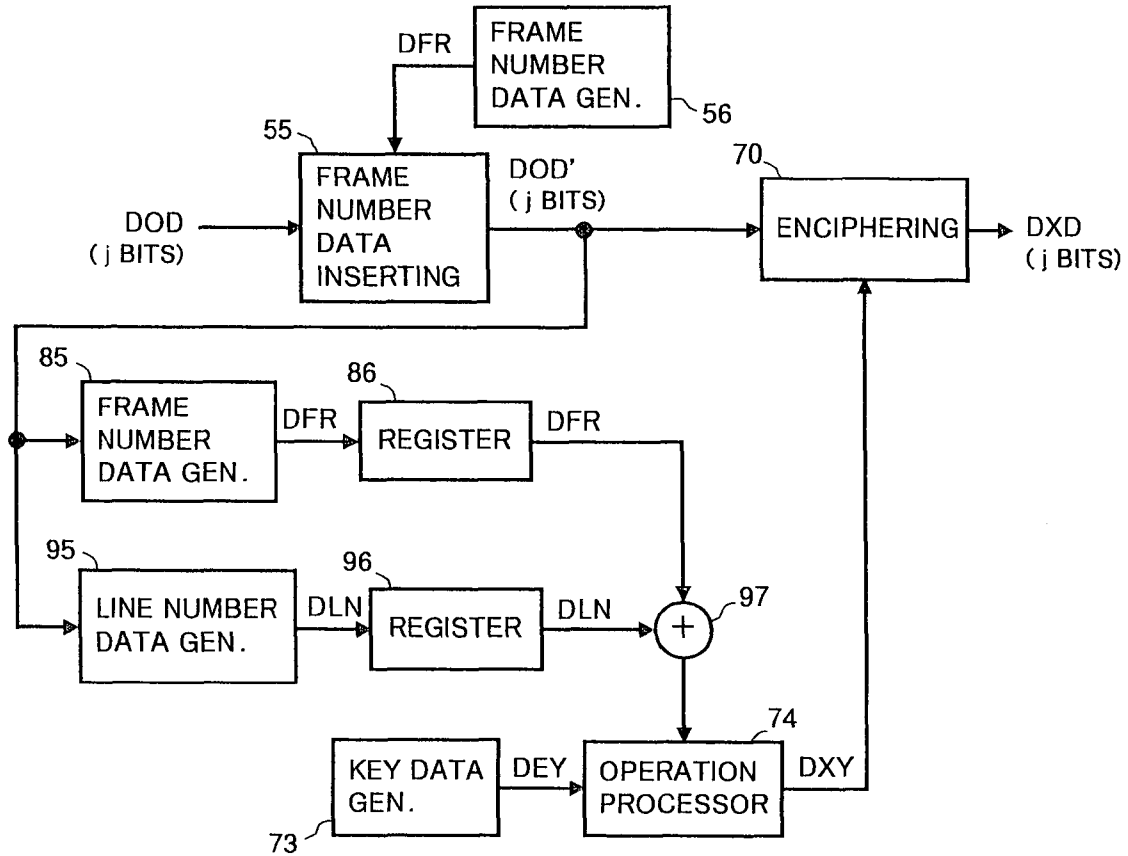 FRAME
NUMBER
DATA GEN.
DFR
56
55
FRAME
NUMBER
DATA
INSERTING
DOD
( j BITS)
DOD'
( j BITS)
70
ENCIPHERING
DXD
( j BITS)
85
FRAME
NUMBER
DATA GEN.
DFR
86
REGISTER
DFR
95
LINE NUMBER
DATA GEN.
DLN
96
REGISTER
DLN
+
97
KEY DATA
GEN.
73
DEY
74
OPERATION
PROCESSOR
DXY